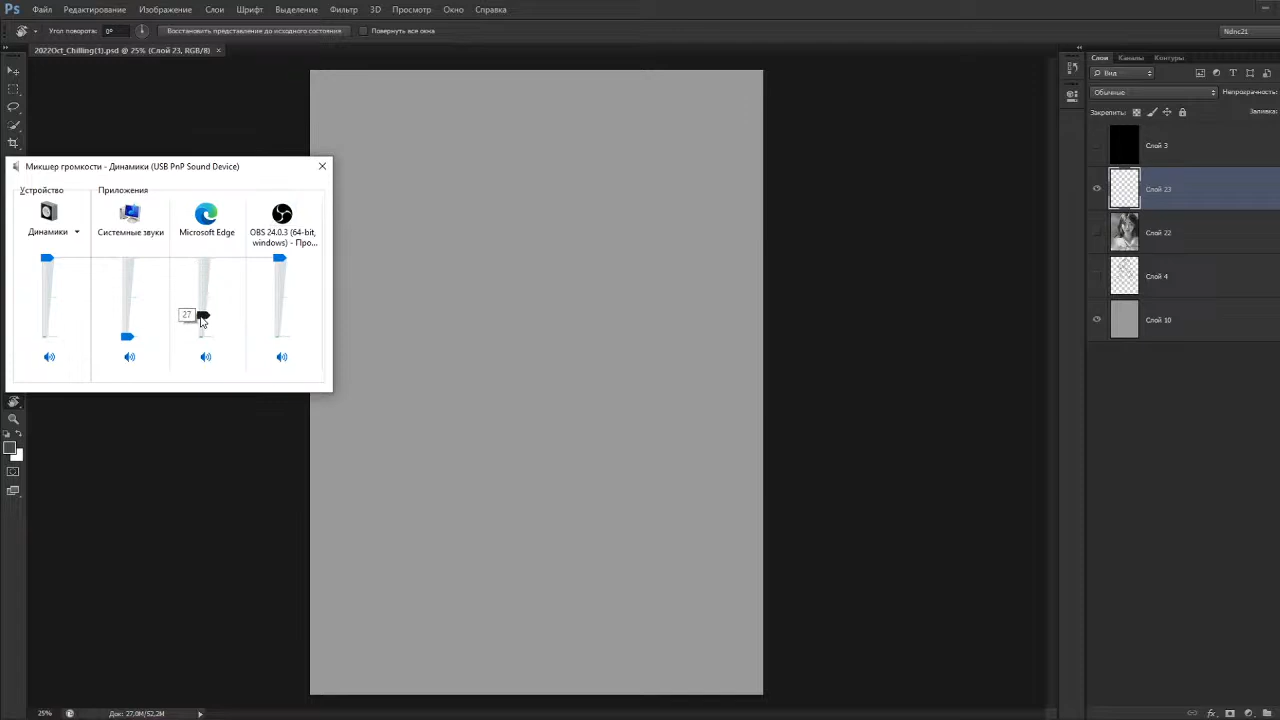 Ps Файл Редактирование Изображение Слои Шрифт Выделение Фильтр 3D Просмотр Окно Справка
Угол поворота: 0° Восстановить представление до исходного состояния Повернуть все окна Ndnc21
2022Oct_Chilling(1).psd @ 25% (Слой 23, RGB/8) ×
Слои Каналы Контуры
Вид
Обычные Непрозрачность:
Закрепить: Заливка:
Слой 3
Слой 23
Слой 22
Слой 4
Слой 10
Микшер громкости - Динамики (USB PnP Sound Device)
Устройство Приложения
Динамики Системные звуки Microsoft Edge OBS 24.0.3 (64-bit,
windows) - Про...
27
25% Док: 27,0M/52,2M